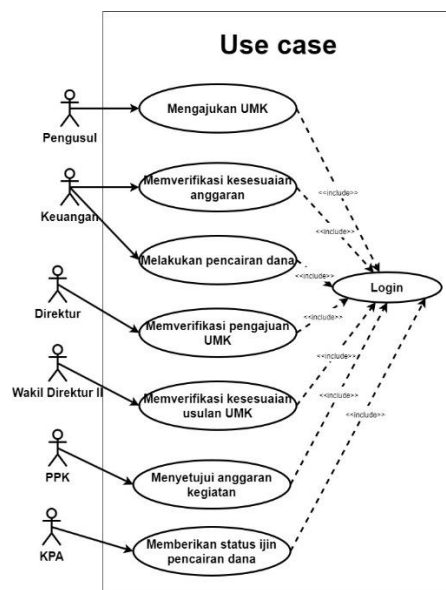 Use case
Mengajukan UMK
Pengusul
<<include>>
Memverifikasi kesesuaian
anggaran
Keuangan
<<include>>
Melakukan pencairan dana
<<include>>
Login
Direktur
Memverifikasi pengajuan
UMK
<<include>>
<<include>>
Wakil Direktur II
Memverifikasi kesesuaian
usulan UMK
<<include>>
<<include>>
PPK
Menyetujui anggaran
kegiatan
KPA
Memberikan status ijin
pencairan dana